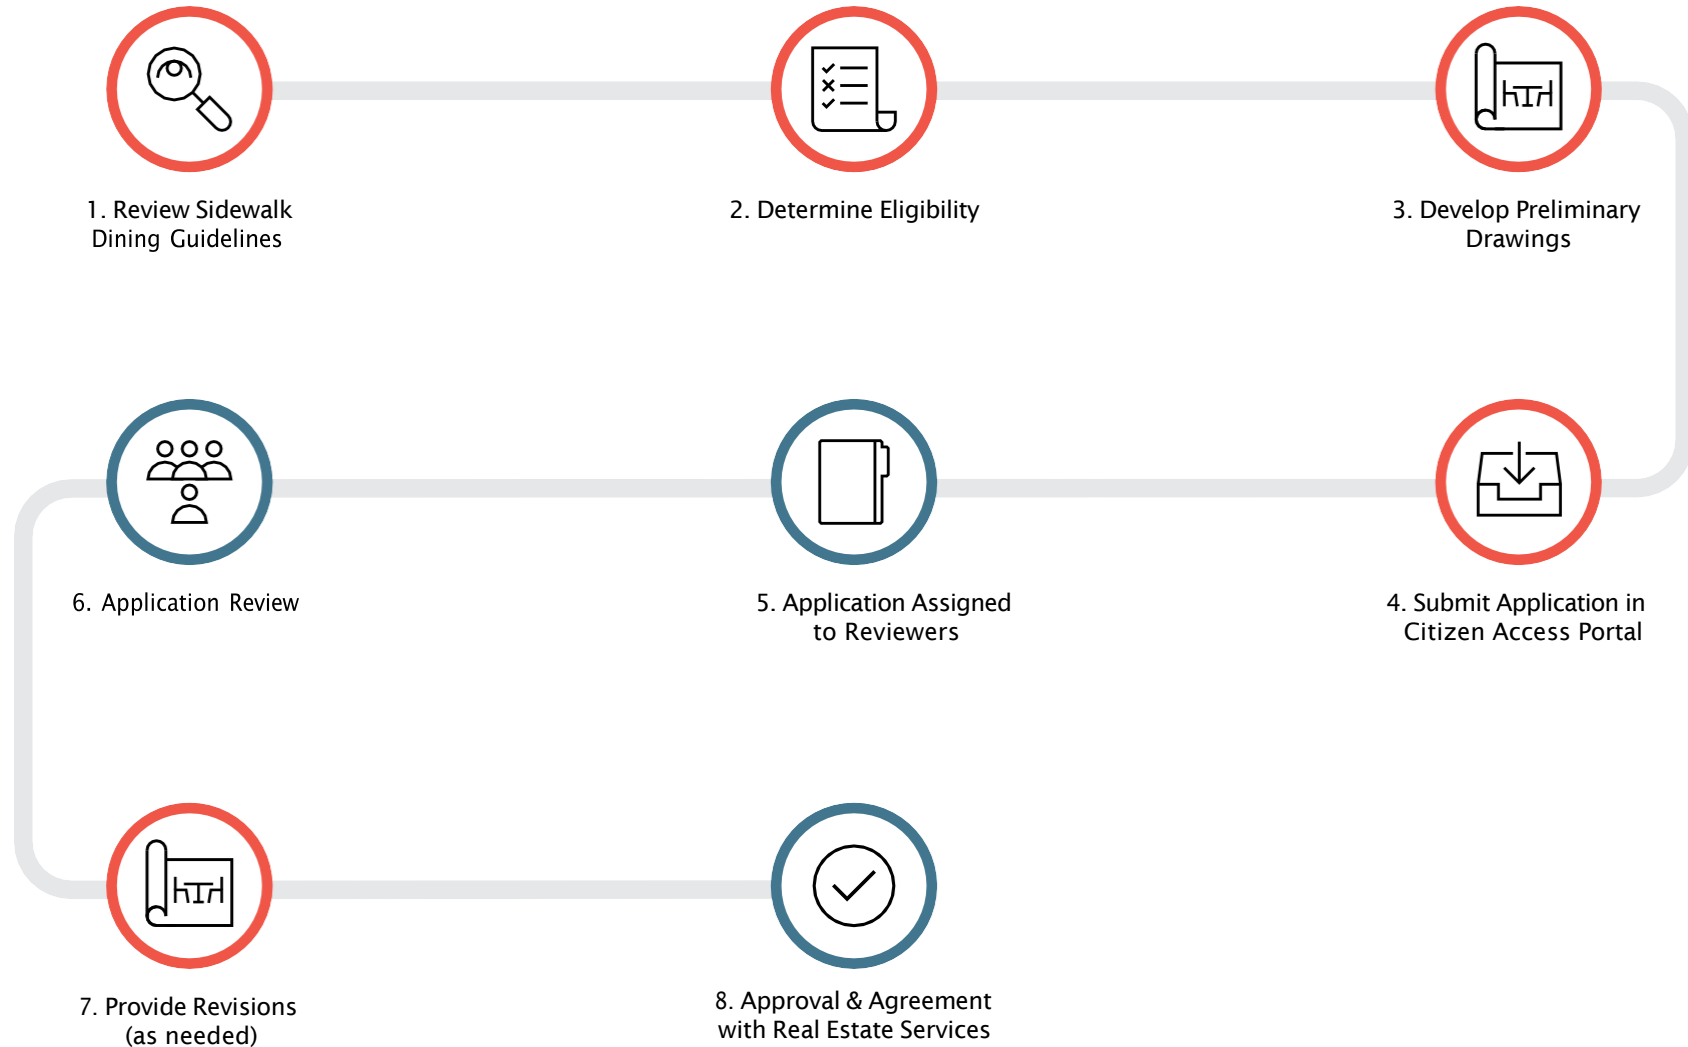 1. Review Sidewalk
Dining Guidelines
2. Determine Eligibility
3. Develop Preliminary
Drawings
4. Submit Application in
Citizen Access Portal
5. Application Assigned
to Reviewers
6. Application Review
7. Provide Revisions
(as needed)
8. Approval & Agreement
with Real Estate Services